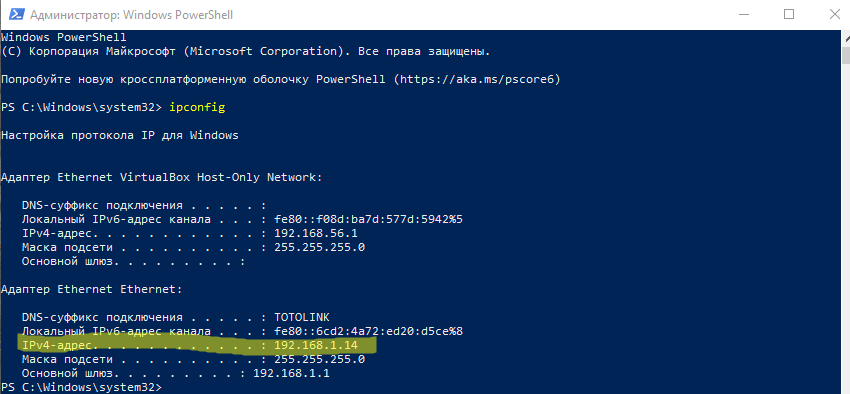 Администратор: Windows PowerShell
Windows PowerShell
(C) Корпорация Майкрософт (Microsoft Corporation). Все права защищены.
Попробуйте новую кроссплатформенную оболочку PowerShell (https://aka.ms/pscore6)
PS C:\Windows\system32> ipconfig
Настройка протокола IP для Windows
Адаптер Ethernet VirtualBox Host-Only Network:
DNS-суффикс подключения . . . . . :
Локальный IPv6-адрес канала . . . : fe80::f08d:ba7d:577d:5942%5
IPv4-адрес. . . . . . . . . . . . : 192.168.56.1
Маска подсети . . . . . . . . . . : 255.255.255.0
Основной шлюз. . . . . . . . . :
Адаптер Ethernet Ethernet:
DNS-суффикс подключения . . . . . : TOTOLINK
Локальный IPv6-адрес канала . . . : fe80::6cd2:4a72:ed20:d5ce%8
IPv4-адрес. . . . . . . . . . . . : 192.168.1.14
Маска подсети . . . . . . . . . . : 255.255.255.0
Основной шлюз. . . . . . . . . : 192.168.1.1
PS C:\Windows\system32>